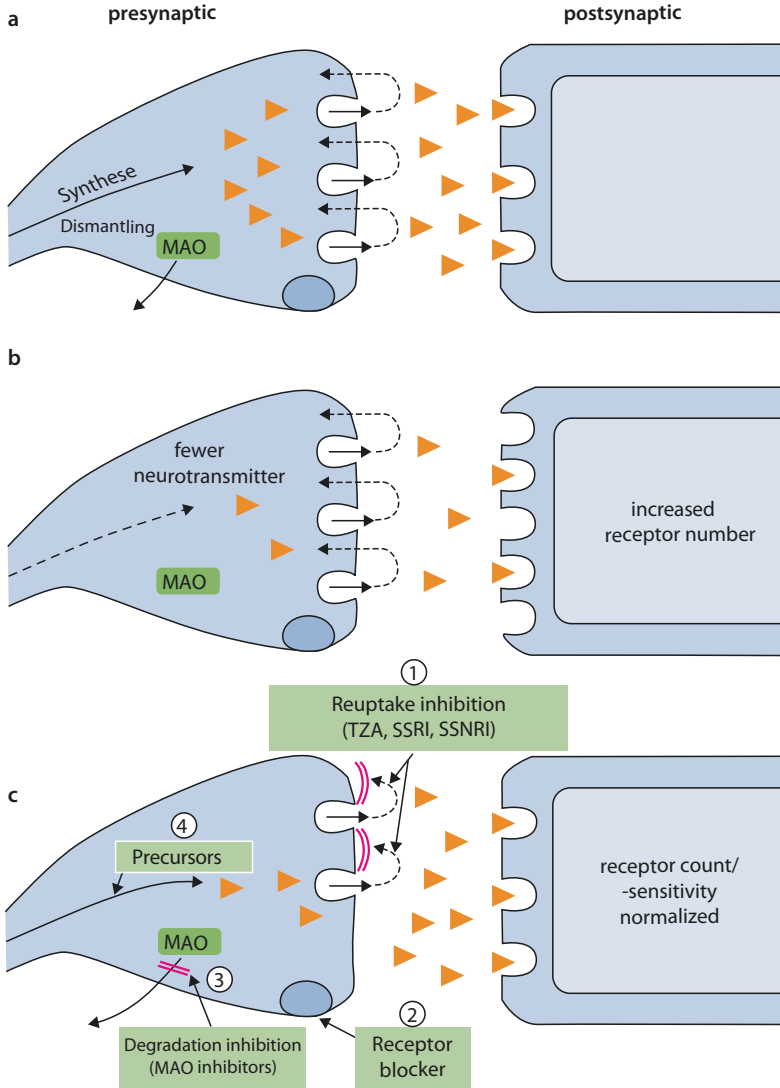 presynaptic
postsynaptic
a
Synthese
Dismantling
MAO
b
fewer
neurotransmitter
MAO
increased
receptor number
1
Reuptake inhibition
(TZA, SSRI, SSNRI)
c
4
Precursors
receptor count/
-sensitivity
normalized
MAO
3
2
Degradation inhibition
(MAO inhibitors)
Receptor
blocker